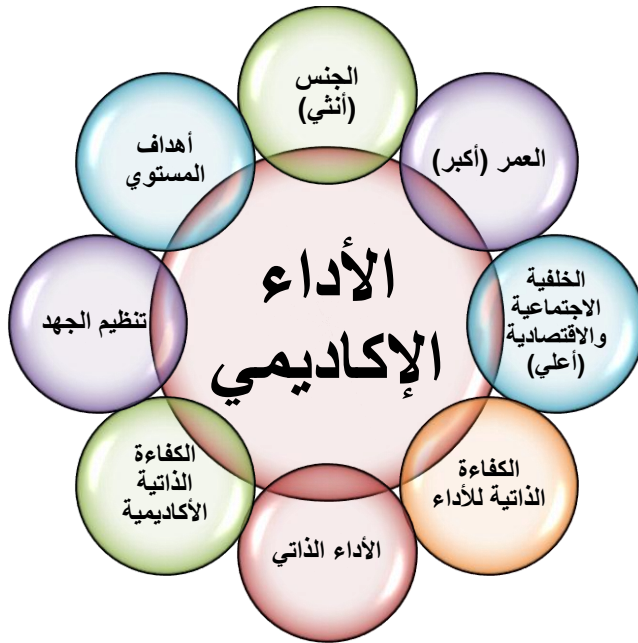 الجنس
(أنثي)
العمر (أكبر)
الخلفية
الاجتماعية
والاقتصادية
(أعلي)
الكفاءة
الذاتية للأداء
الأداء الذاتي
الكفاءة
الذاتية
الأكاديمية
تنظيم الجهد
أهداف
المستوي
الأداء
الإكاديمي